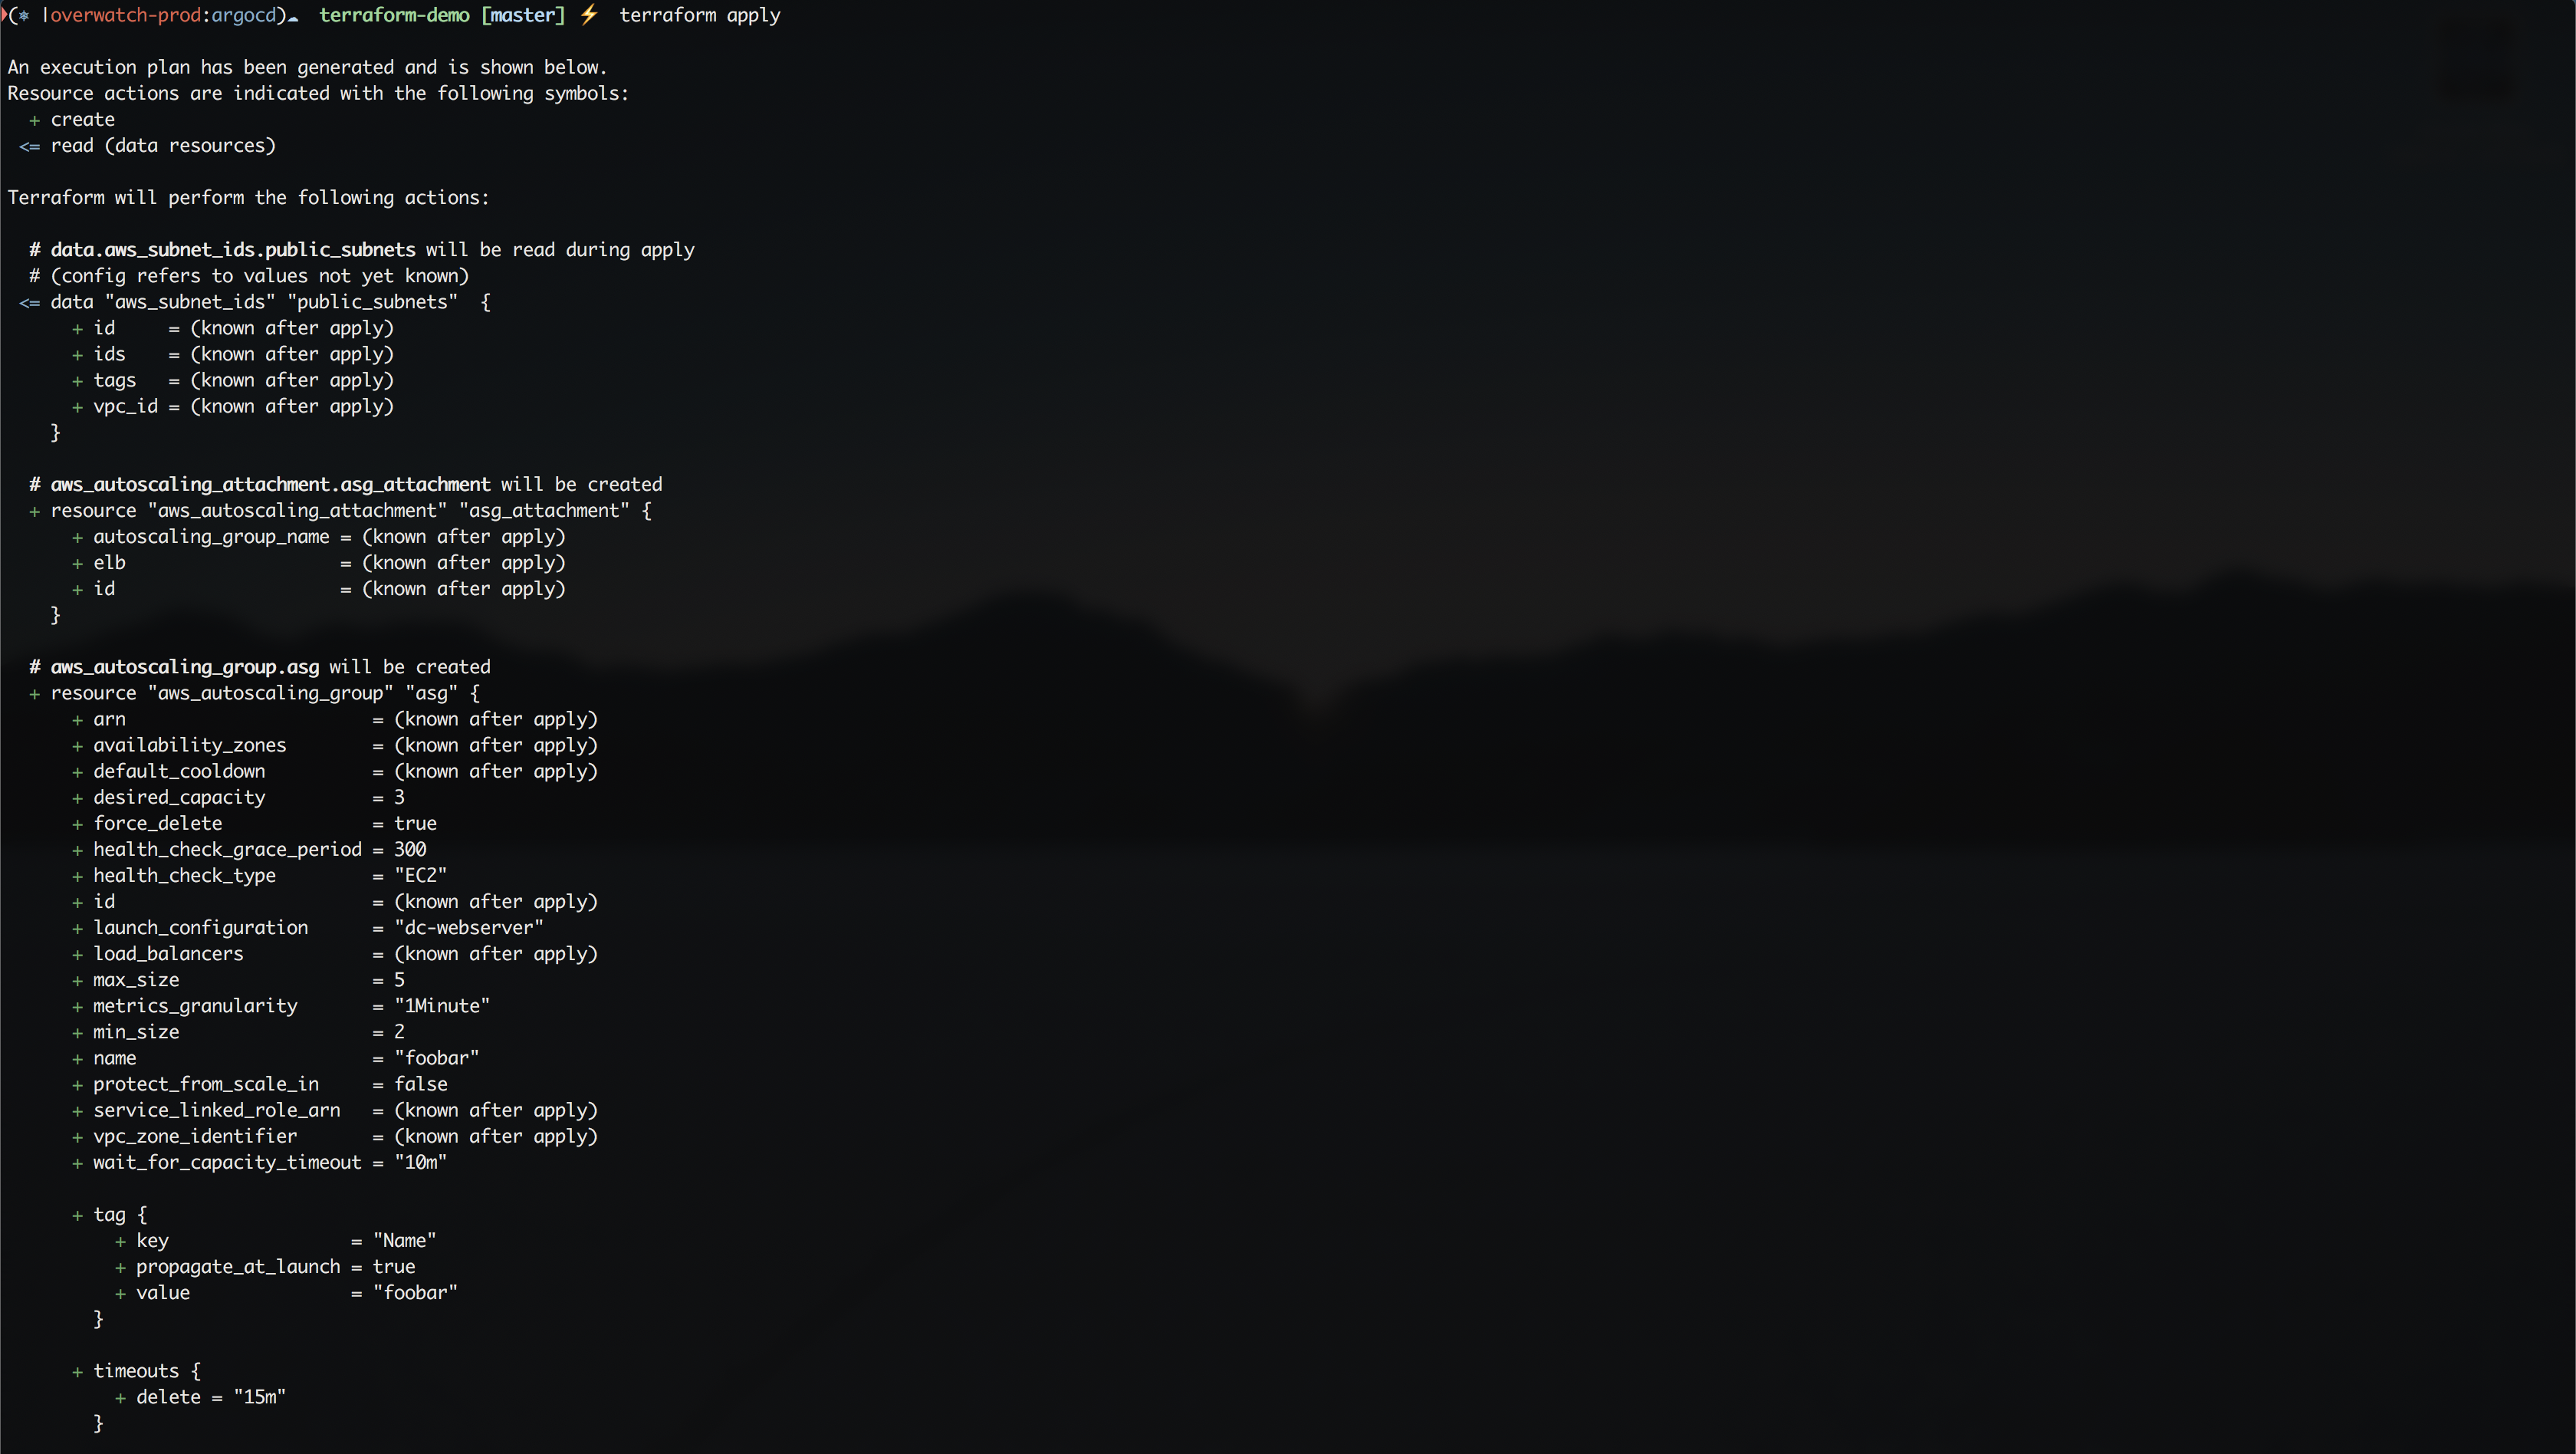 (⎈ |overwatch-prod:argocd)☁  terraform-demo [master] ⚡  terraform apply

An execution plan has been generated and is shown below.
Resource actions are indicated with the following symbols:
  + create
 <= read (data resources)

Terraform will perform the following actions:

  # data.aws_subnet_ids.public_subnets will be read during apply
  # (config refers to values not yet known)
 <= data "aws_subnet_ids" "public_subnets"  {
      + id     = (known after apply)
      + ids    = (known after apply)
      + tags   = (known after apply)
      + vpc_id = (known after apply)
    }

  # aws_autoscaling_attachment.asg_attachment will be created
  + resource "aws_autoscaling_attachment" "asg_attachment" {
      + autoscaling_group_name = (known after apply)
      + elb                    = (known after apply)
      + id                     = (known after apply)
    }

  # aws_autoscaling_group.asg will be created
  + resource "aws_autoscaling_group" "asg" {
      + arn                       = (known after apply)
      + availability_zones        = (known after apply)
      + default_cooldown          = (known after apply)
      + desired_capacity          = 3
      + force_delete              = true
      + health_check_grace_period = 300
      + health_check_type         = "EC2"
      + id                        = (known after apply)
      + launch_configuration      = "dc-webserver"
      + load_balancers            = (known after apply)
      + max_size                  = 5
      + metrics_granularity       = "1Minute"
      + min_size                  = 2
      + name                      = "foobar"
      + protect_from_scale_in     = false
      + service_linked_role_arn   = (known after apply)
      + vpc_zone_identifier       = (known after apply)
      + wait_for_capacity_timeout = "10m"

      + tag {
          + key                 = "Name"
          + propagate_at_launch = true
          + value               = "foobar"
        }

      + timeouts {
          + delete = "15m"
        }